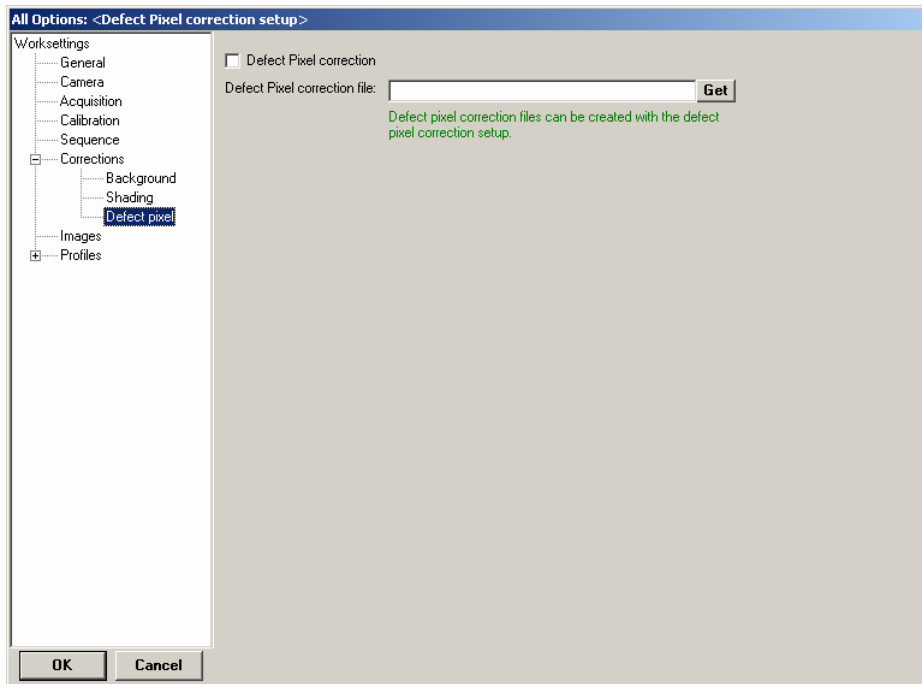 All Options: <Defect Pixel correction setup>
Worksettings
General
Camera
Acquisition
Calibration
Sequence
Corrections
Background
Shading
Defect pixel
Images
Profiles
Defect Pixel correction
Defect Pixel correction file:
Get
Defect pixel correction files can be created with the defect
pixel correction setup.
OK
Cancel